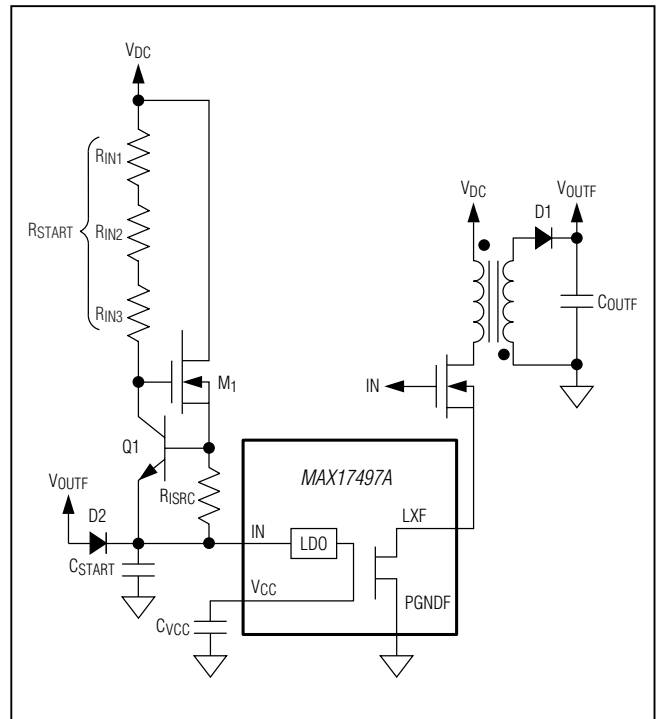 VDC
RIN1
RSTART
RIN2
RIN3
M1
Q1
RISRC
VOUTF
D2
CSTART
IN
MAX17497A
LDO
LXF
VCC
PGNDF
CVCC
VDC
D1
VOUTF
COUTF
IN